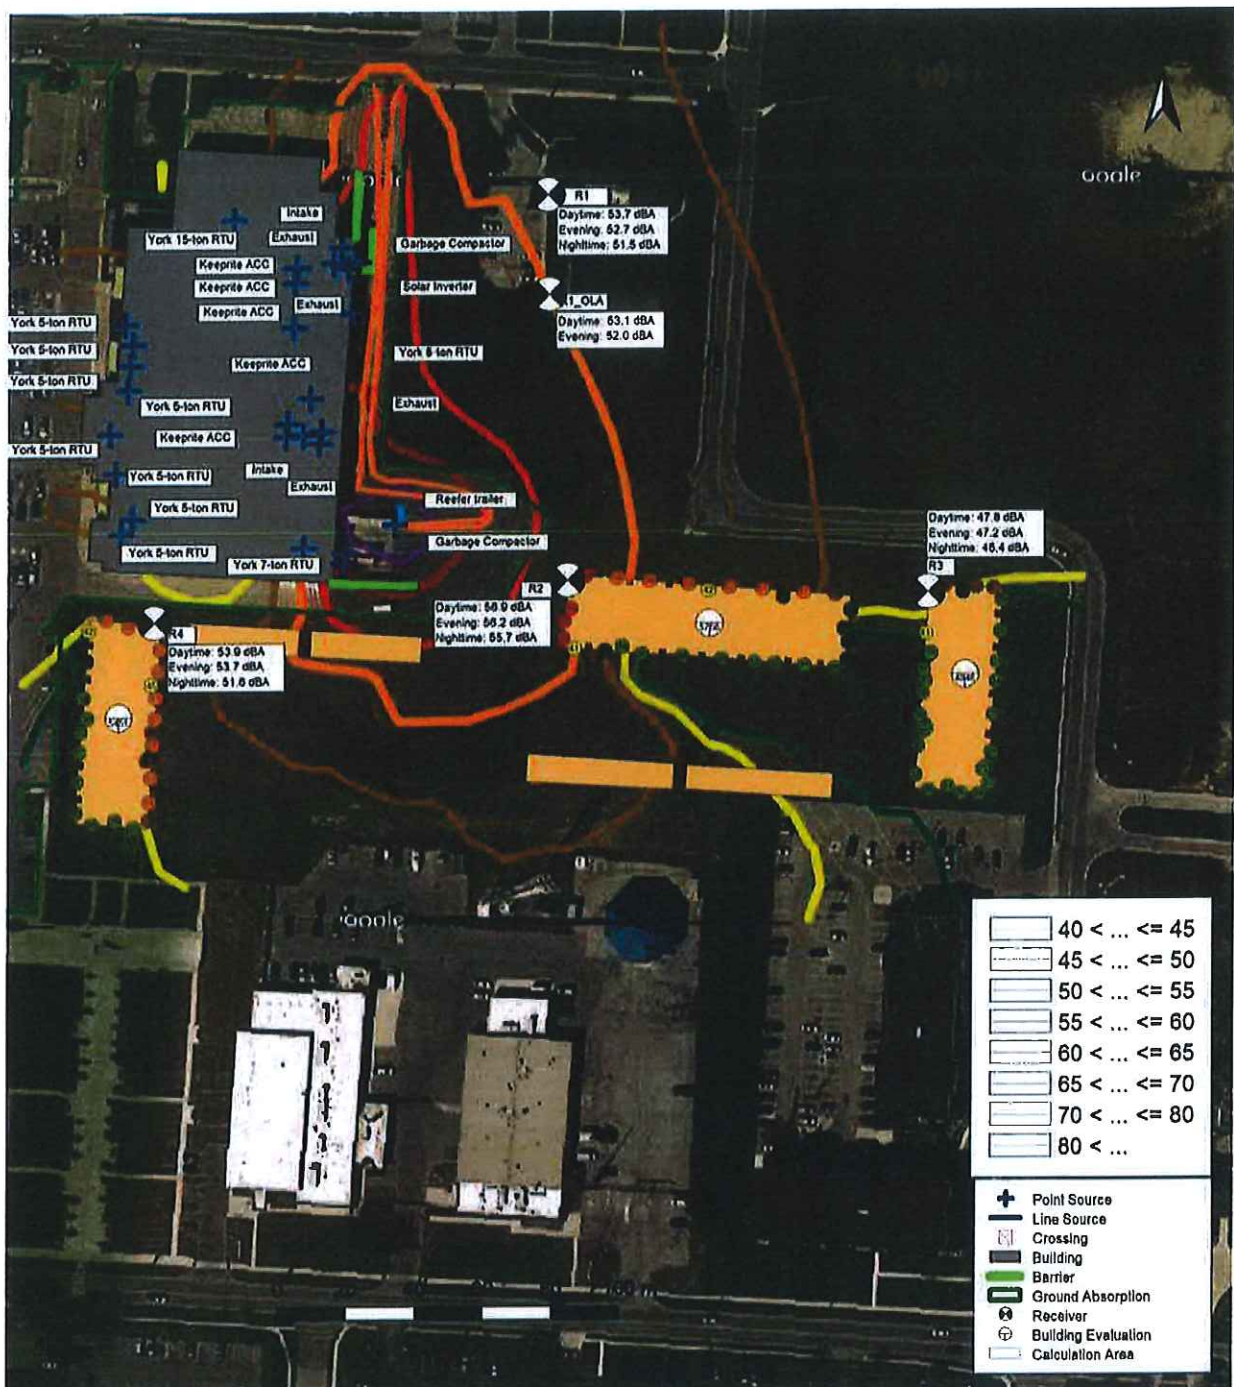 Google
R1
Daytime: 53.7 dBA
Evening: 52.7 dBA
Nighttime: 51.5 dBA
Intake
York 15-ton RTU
Exhaust
Garbage Compactor
Keeprite ACC
Keeprite ACC
Solar Inverter
Exhaust
R1_OLA
Daytime: 53.1 dBA
Evening: 52.0 dBA
Keeprite ACC
York 5-ton RTU
York 5-ton RTU
York 5-ton RTU
Keeprite ACC
York 6-ton RTU
York 5-ton RTU
Exhaust
Keeprite ACC
York 5-ton RTU
York 5-ton RTU
Intake
Exhaust
Reefer trailer
York 5-ton RTU
Garbage Compactor
York 5-ton RTU
York 7-ton RTU
Daytime: 47.8 dBA
Evening: 47.2 dBA
Nighttime: 46.4 dBA
R3
R2
Daytime: 56.9 dBA
Evening: 56.2 dBA
Nighttime: 55.7 dBA
R4
Daytime: 53.9 dBA
Evening: 53.7 dBA
Nighttime: 51.6 dBA
Google
40 < ... <= 45
45 < ... <= 50
50 < ... <= 55
55 < ... <= 60
60 < ... <= 65
65 < ... <= 70
70 < ... <= 80
80 < ...
Point Source
Line Source
Crossing
Building
Barrier
Ground Absorption
Receiver
Building Evaluation
Calculation Area